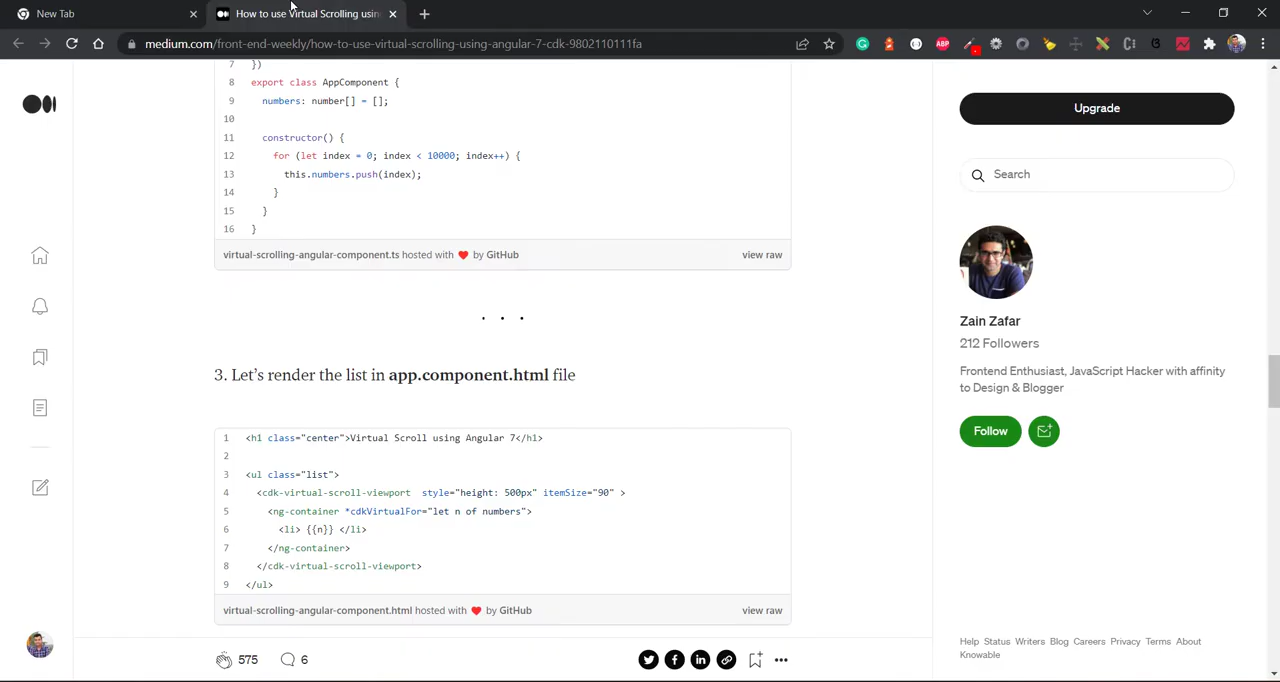 New Tab
How to use Virtual Scrolling usin
medium.com/front-end-weekly/how-to-use-virtual-scrolling-using-angular-7-cdk-9802110111fa
ABP
7 })
8 export class AppComponent {
9 numbers: number[] = [];
10
11 constructor() {
12 for (let index = 0; index < 10000; index++) {
13 this.numbers.push(index);
14 }
15 }
16 }
virtual-scrolling-angular-component.ts hosted with ❤ by GitHub view raw
. . .
3. Let’s render the list in app.component.html file
1 <h1 class="center">Virtual Scroll using Angular 7</h1>
2
3 <ul class="list">
4 <cdk-virtual-scroll-viewport style="height: 500px" itemSize="90" >
5 <ng-container *cdkVirtualFor="let n of numbers">
6 <li> {{n}} </li>
7 </ng-container>
8 </cdk-virtual-scroll-viewport>
9 </ul>
virtual-scrolling-angular-component.html hosted with ❤ by GitHub view raw
575 6
Upgrade
Search
Zain Zafar
212 Followers
Frontend Enthusiast, JavaScript Hacker with affinity
to Design & Blogger
Follow
Help Status Writers Blog Careers Privacy Terms About
Knowable